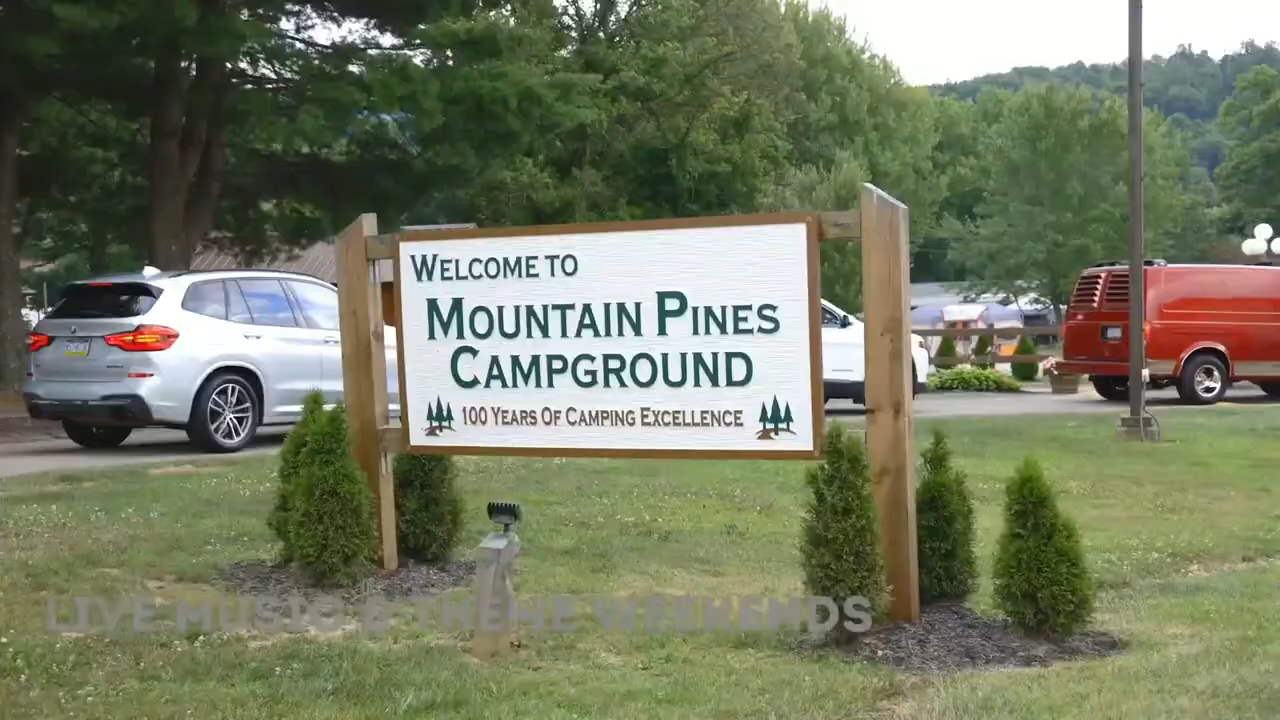 Welcome to
Mountain Pines
Campground
100 Years Of Camping Excellence
LIVE MUSIC & THEME WEEKENDS